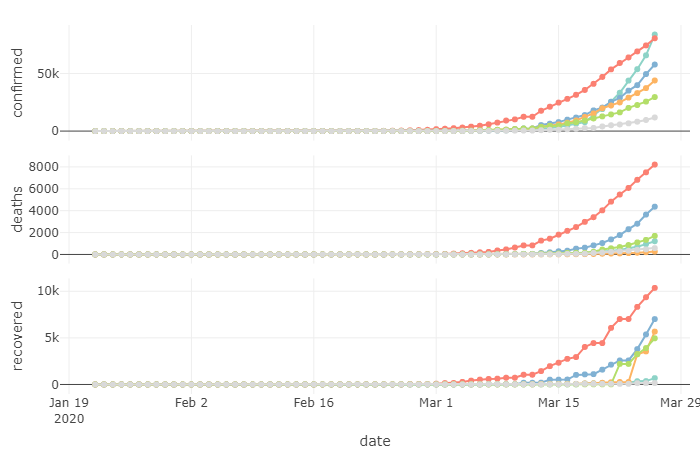 confirmed
50k
0
deaths
8000
6000
4000
2000
0
recovered
10k
5k
0
Jan 19
2020
Feb 2
Feb 16
Mar 1
Mar 15
Mar 29
date